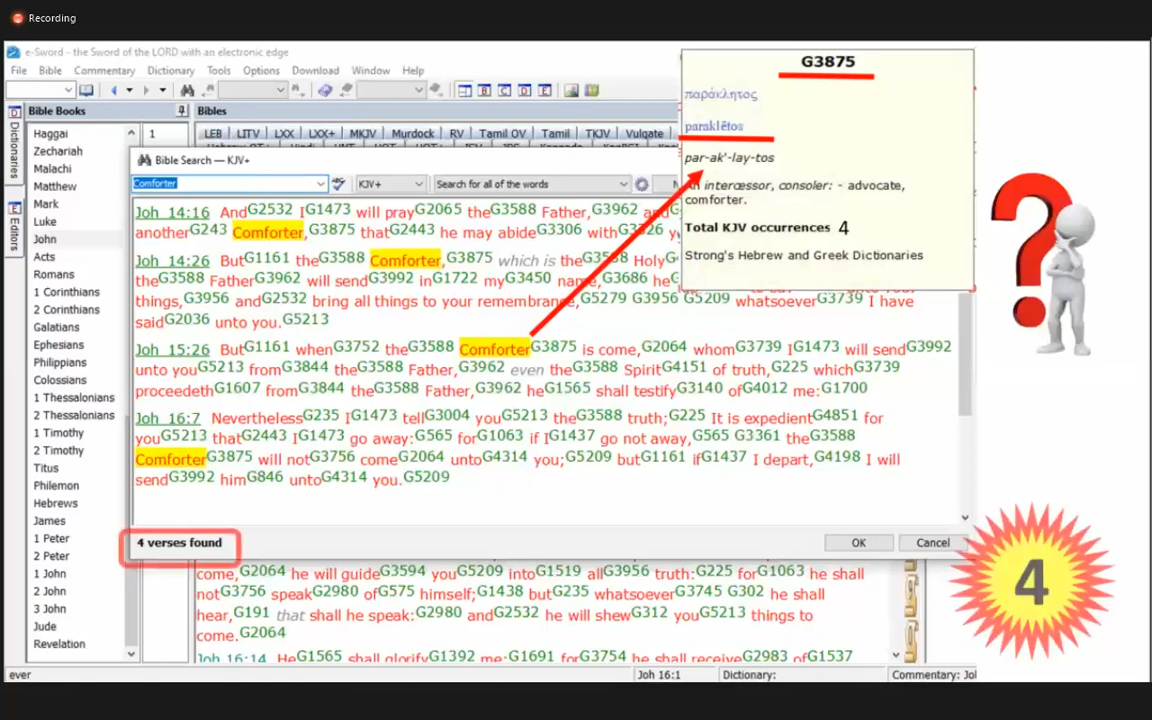 Recording
e-Sword - the Sword of the LORD with an electronic edge
File Bible Commentary Dictionary Tools Options Download Window Help
Bible Books
Bibles
Dictionaries
Editors
Haggai
Zechariah
Malachi
Matthew
Mark
Luke
John
Acts
Romans
1 Corinthians
2 Corinthians
Galatians
Ephesians
Philippians
Colossians
1 Thessalonians
2 Thessalonians
1 Timothy
2 Timothy
Titus
Philemon
Hebrews
James
1 Peter
2 Peter
1 John
2 John
3 John
Jude
Revelation
1
LEB LITV LXX LXX+ MKJV Murdock RV Tamil OV Tamil TKJV Vulgate
Bible Search — KJV+
Comforter KJV+ Search for all of the words
Joh 14:16 AndG2532 IG1473 will prayG2065 theG3588 Father,G3962
anotherG243 Comforter,G3875 thatG2443 he may abideG3306 with
Joh 14:26 ButG1161 theG3588 Comforter,G3875 which is the Holy
theG3588 FatherG3962 will sendG3992 inG1722 myG3450 name,G3686 he
things,G3956 andG2532 bring all things to your remembrance,G5279 G3956 G5209 whatsoeverG3739 I have
saidG2036 unto you.G5213
Joh 15:26 ButG1161 whenG3752 theG3588 ComforterG3875 is come,G2064 whomG3739 IG1473 will sendG3992
unto youG5213 fromG3844 theG3588 Father,G3962 even theG3588 SpiritG4151 of truth,G225 whichG3739
proceedethG1607 fromG3844 theG3588 Father,G3962 heG1565 shall testifyG3140 ofG4012 me:G1700
Joh 16:7 NeverthelessG235 IG1473 tellG3004 youG5213 theG3588 truth;G225 It is expedientG4851 for
youG5213 thatG2443 IG1473 go away:G565 forG1063 if IG1437 go not away,G565 G3361 theG3588
ComforterG3875 will notG3756 comeG2064 untoG4314 you;G5209 butG1161 ifG1437 I depart,G4198 I will
sendG3992 himG846 untoG4314 you.G5209
4 verses found
OK Cancel
G3875
παράκλητος
paraklētos
par-ak'-lay-tos
intercessor, consoler: - advocate,
comforter.
Total KJV occurrences 4
Strong's Hebrew and Greek Dictionaries
?
4
come,G2064 he will guideG3594 youG5209 intoG1519 allG3956 truth:G225 forG1063 he shall
notG3756 speakG2980 ofG575 himself;G1438 butG235 whatsoeverG3745 G302 he shall
hear,G191 that shall he speak:G2980 andG2532 he will shewG312 youG5213 things to
come.G2064
Joh 16:14 HeG1565 shall glorifyG1392 me:G1691 forG3754 he shall receiveG2983 ofG1537
ever
Joh 16:1 Dictionary: Commentary: